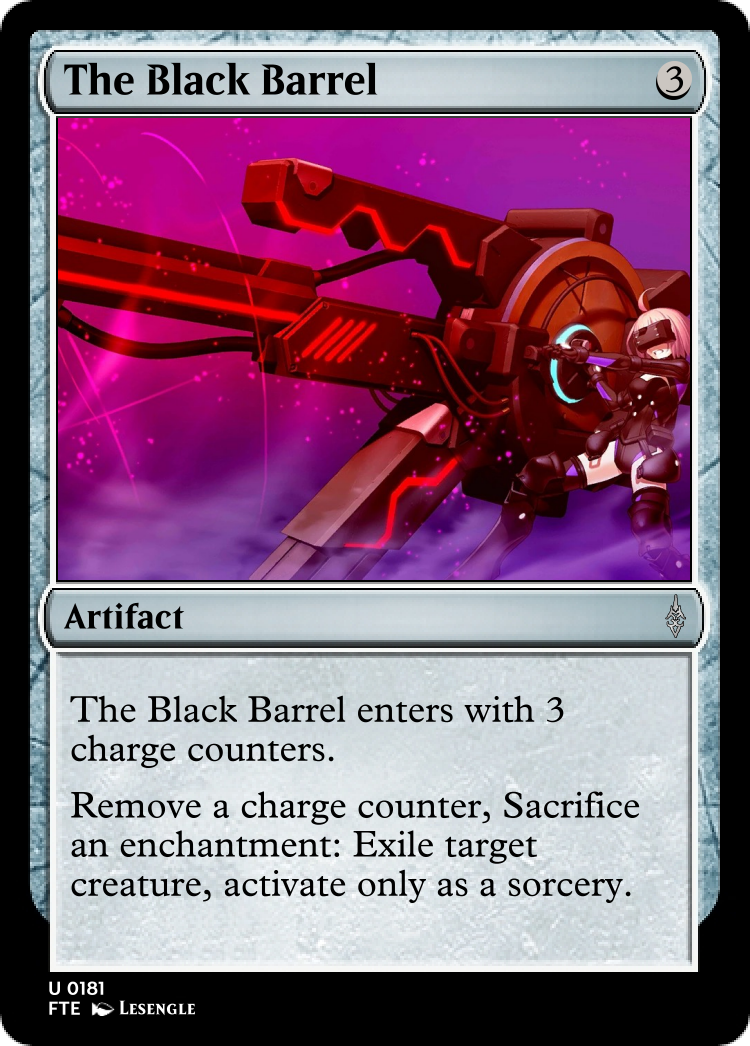 The Black Barrel 3
Artifact
The Black Barrel enters with 3
charge counters.
Remove a charge counter, Sacrifice
an enchantment: Exile target
creature, activate only as a sorcery.
U 0181
FTE LESENGLE